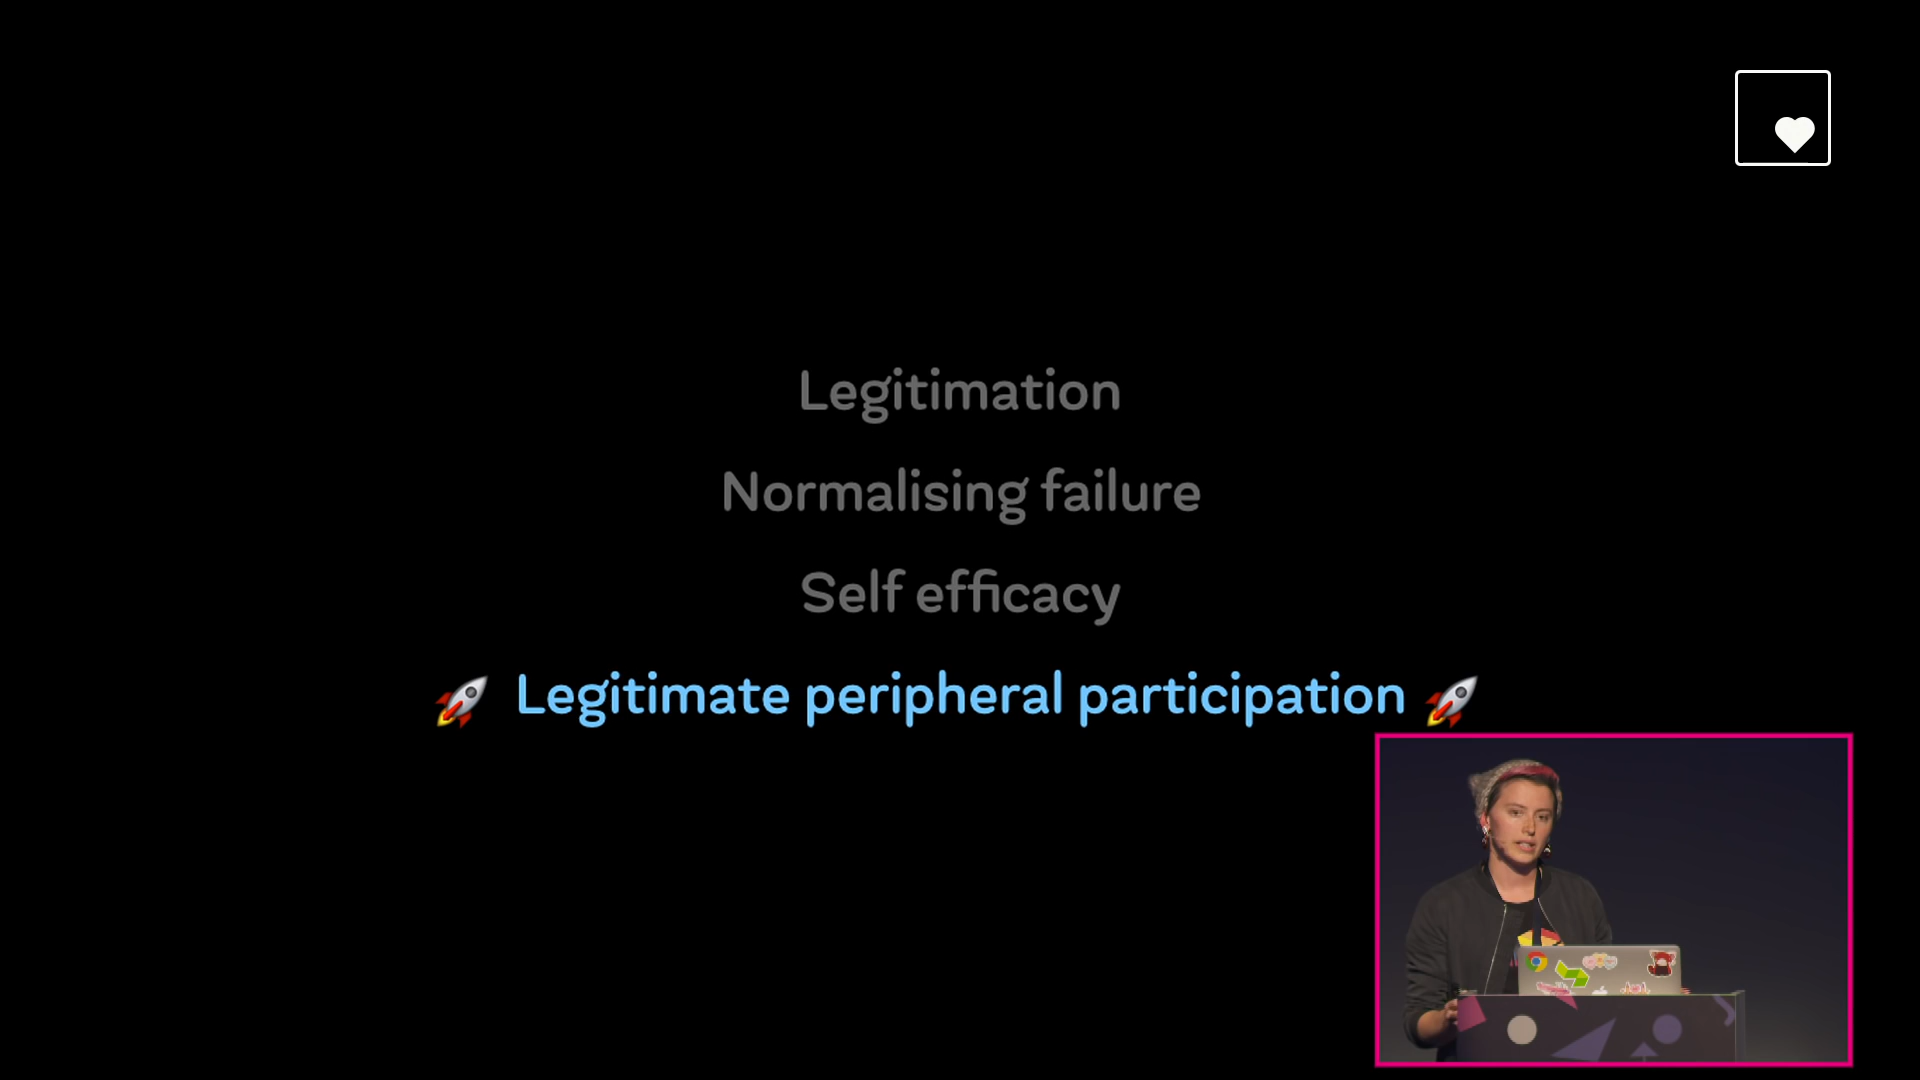 Legitimation
Normalising failure
Self efficacy
🚀 Legitimate peripheral participation 🚀